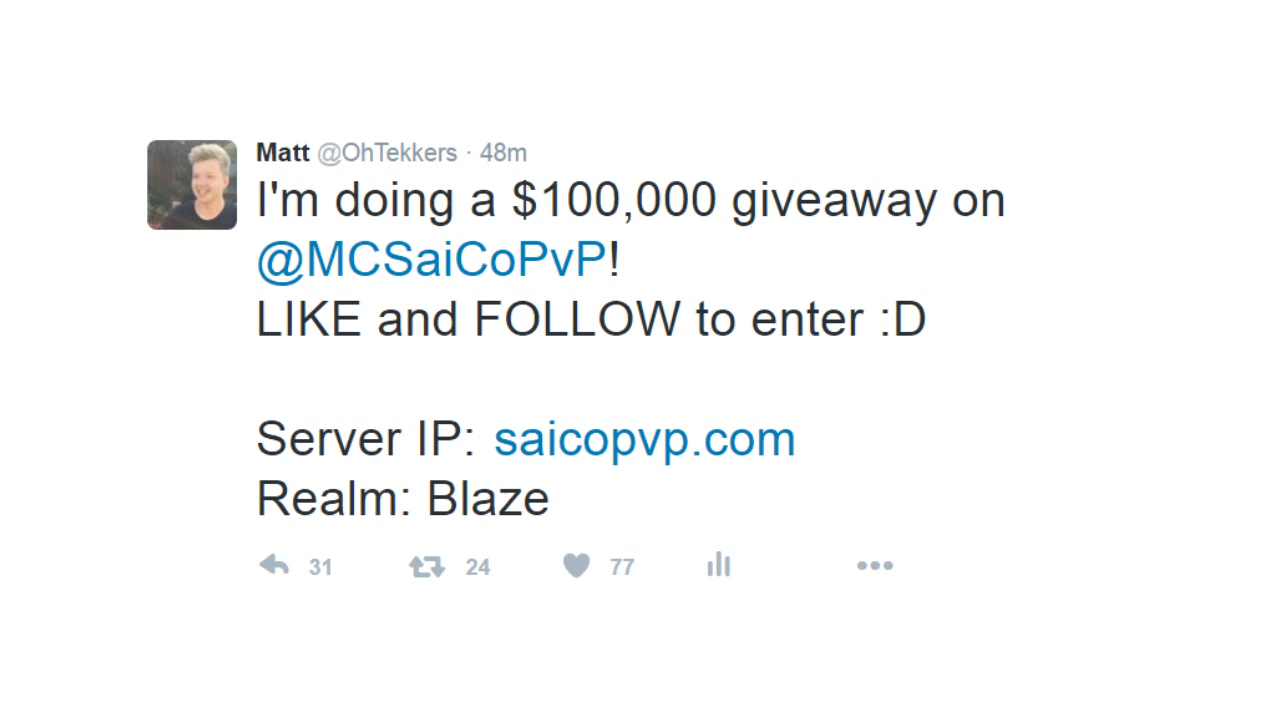 Matt @OhTekkers · 48m
I'm doing a $100,000 giveaway on
@MCSaiCoPvP!
LIKE and FOLLOW to enter :D
Server IP: saicopvp.com
Realm: Blaze
31 24 77